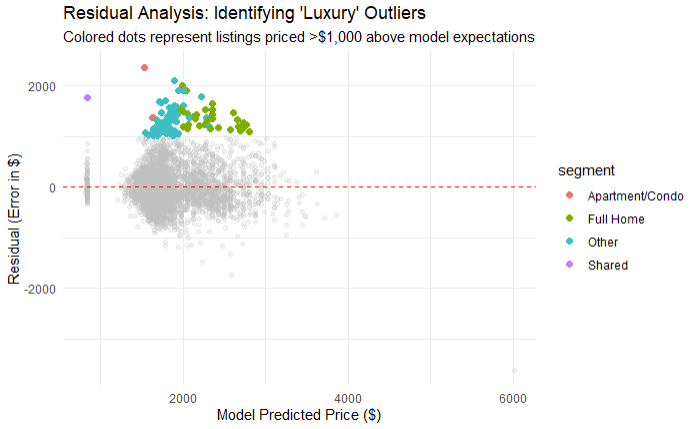 Residual Analysis: Identifying 'Luxury' Outliers
Colored dots represent listings priced >$1,000 above model expectations
2000
0
-2000
Residual (Error in $)
2000
4000
6000
Model Predicted Price ($)
segment
Apartment/Condo
Full Home
Other
Shared